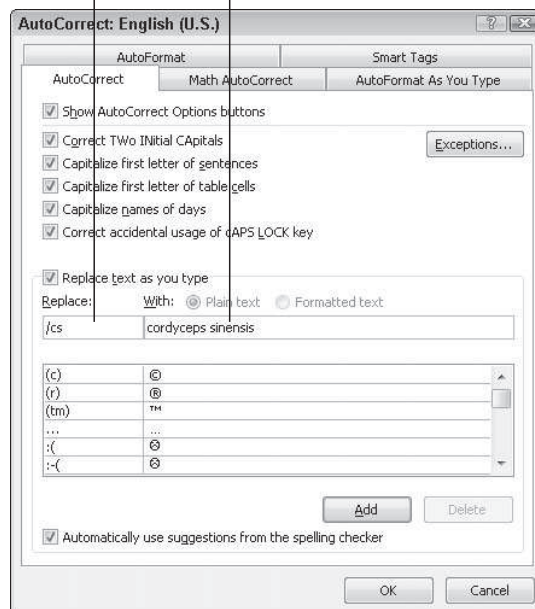 AutoCorrect: English (U.S.)
AutoFormat Smart Tags
AutoCorrect Math AutoCorrect AutoFormat As You Type
Show AutoCorrect Options buttons
Correct TWo INitial CApitals Exceptions...
Capitalize first letter of sentences
Capitalize first letter of table cells
Capitalize names of days
Correct accidental usage of cAPS LOCK key
Replace text as you type
Replace: With: Plain text Formatted text
/cs cordyceps sinensis
(c) ©
(r) ®
(tm) ™
... ...
:( ☹
:-( ☹
Add Delete
Automatically use suggestions from the spelling checker
OK Cancel